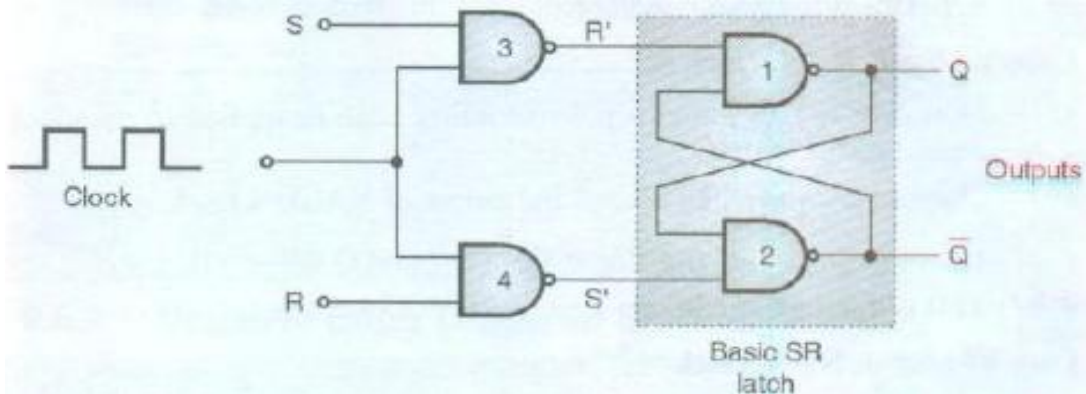 S
3
R'
1
Q
Clock
Outputs
R
4
S'
2
Q̅
Basic SR
latch